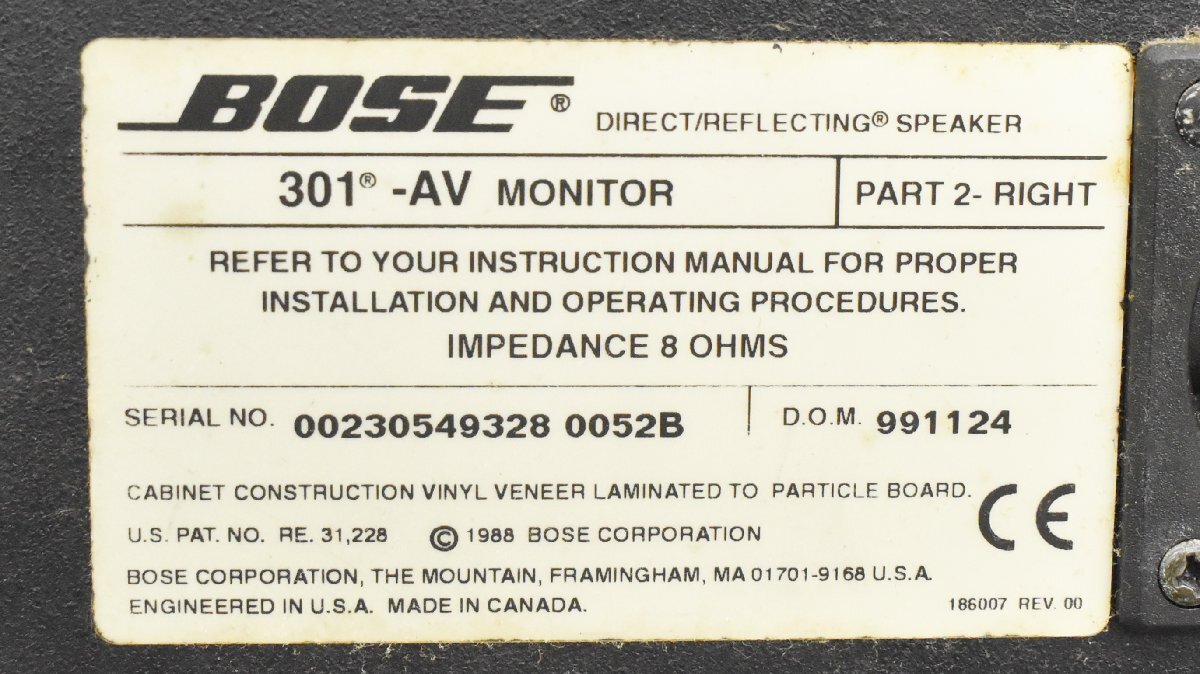 BOSE® DIRECT/REFLECTING® SPEAKER
301® -AV MONITOR PART 2- RIGHT
REFER TO YOUR INSTRUCTION MANUAL FOR PROPER
INSTALLATION AND OPERATING PROCEDURES.
IMPEDANCE 8 OHMS
SERIAL NO. 00230549328 0052B D.O.M. 991124
CABINET CONSTRUCTION VINYL VENEER LAMINATED TO PARTICLE BOARD.
CE
U.S. PAT. NO. RE. 31,228 © 1988 BOSE CORPORATION
BOSE CORPORATION, THE MOUNTAIN, FRAMINGHAM, MA 01701-9168 U.S.A.
ENGINEERED IN U.S.A. MADE IN CANADA. 186007 REV. 00